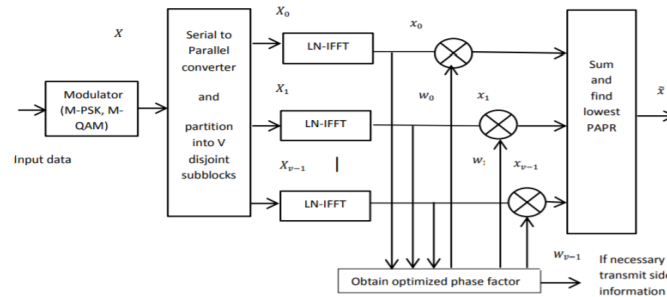 X
Modulator
(M-PSK, M-
QAM)
Input data
Serial to
Parallel
converter
and
partition
into V
disjoint
subblocks
X₀
LN-IFFT
X₁
LN-IFFT
Xᵥ₋₁
LN-IFFT
x₀
w₀
x₁
w:
xᵥ₋₁
wᵥ₋₁
Sum
and
find
lowest
PAPR
x̃
Obtain optimized phase factor
If necessary
transmit side
information